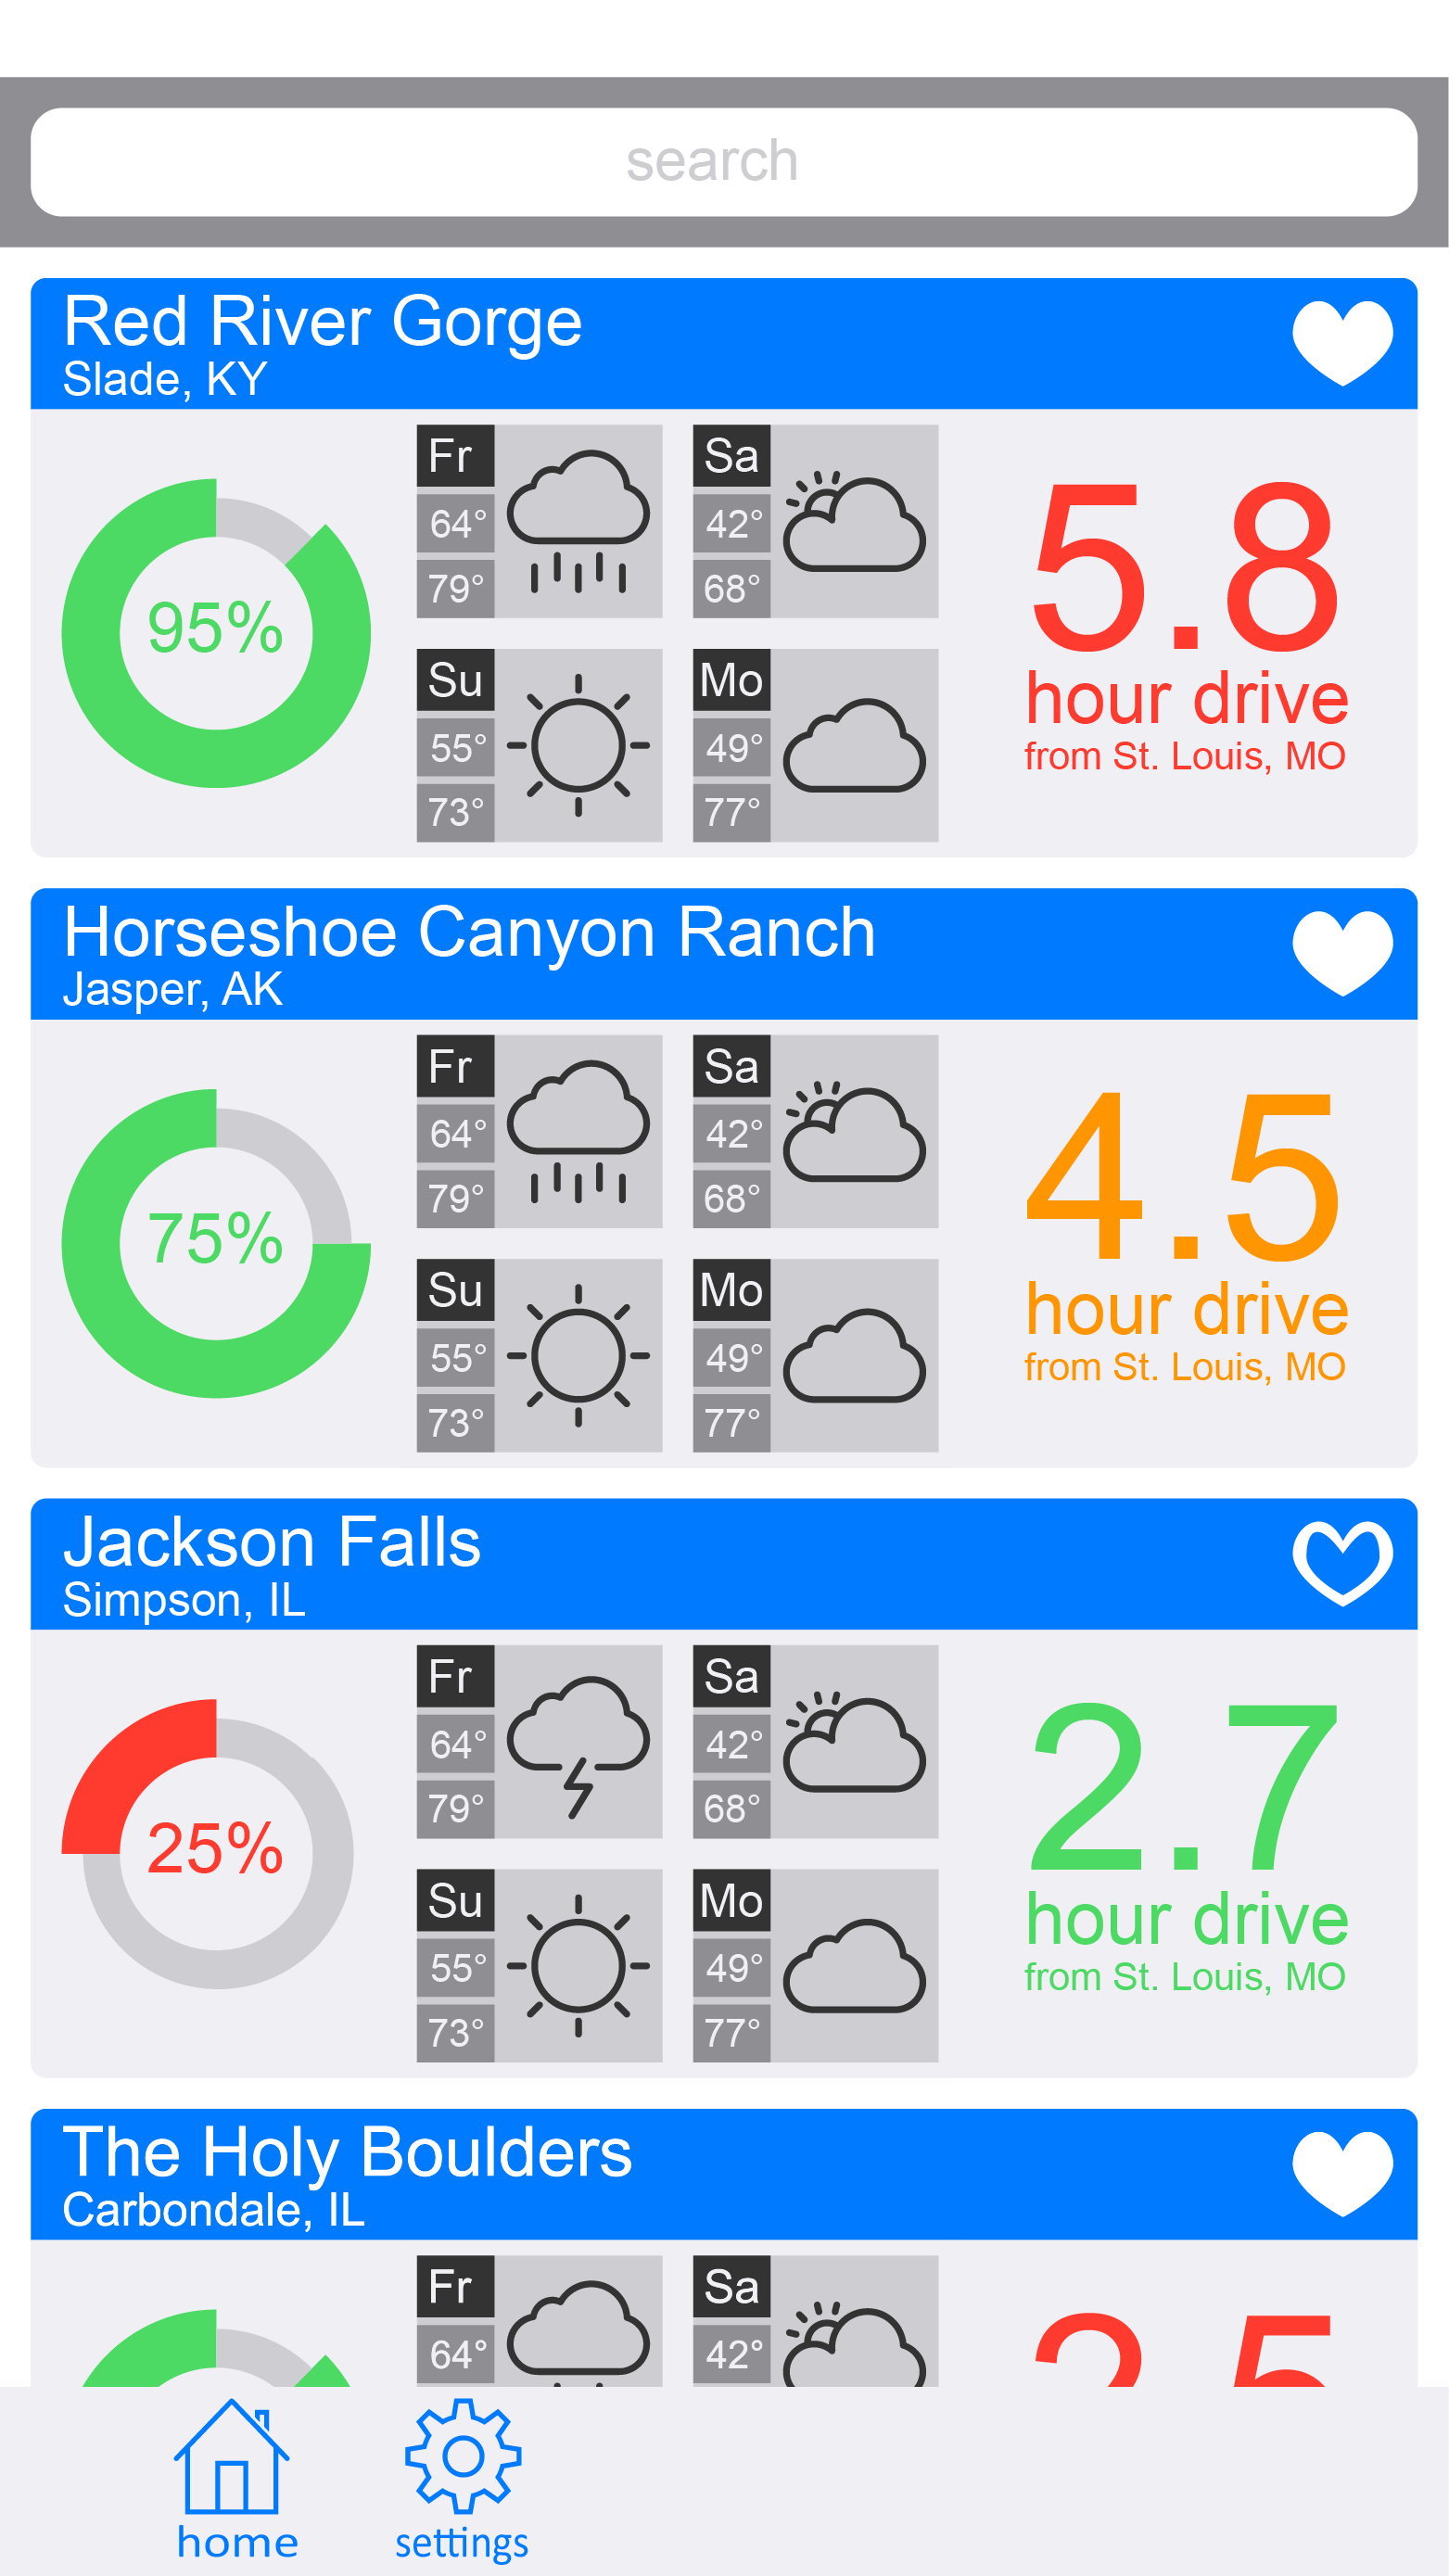 search
Red River Gorge
Slade, KY
95%
Fr
64°
79°
Sa
42°
68°
Su
55°
73°
Mo
49°
77°
5.8
hour drive
from St. Louis, MO
Horseshoe Canyon Ranch
Jasper, AK
75%
Fr
64°
79°
Sa
42°
68°
Su
55°
73°
Mo
49°
77°
4.5
hour drive
from St. Louis, MO
Jackson Falls
Simpson, IL
25%
Fr
64°
79°
Sa
42°
68°
Su
55°
73°
Mo
49°
77°
2.7
hour drive
from St. Louis, MO
The Holy Boulders
Carbondale, IL
Fr
64°
Sa
42°
home
settings